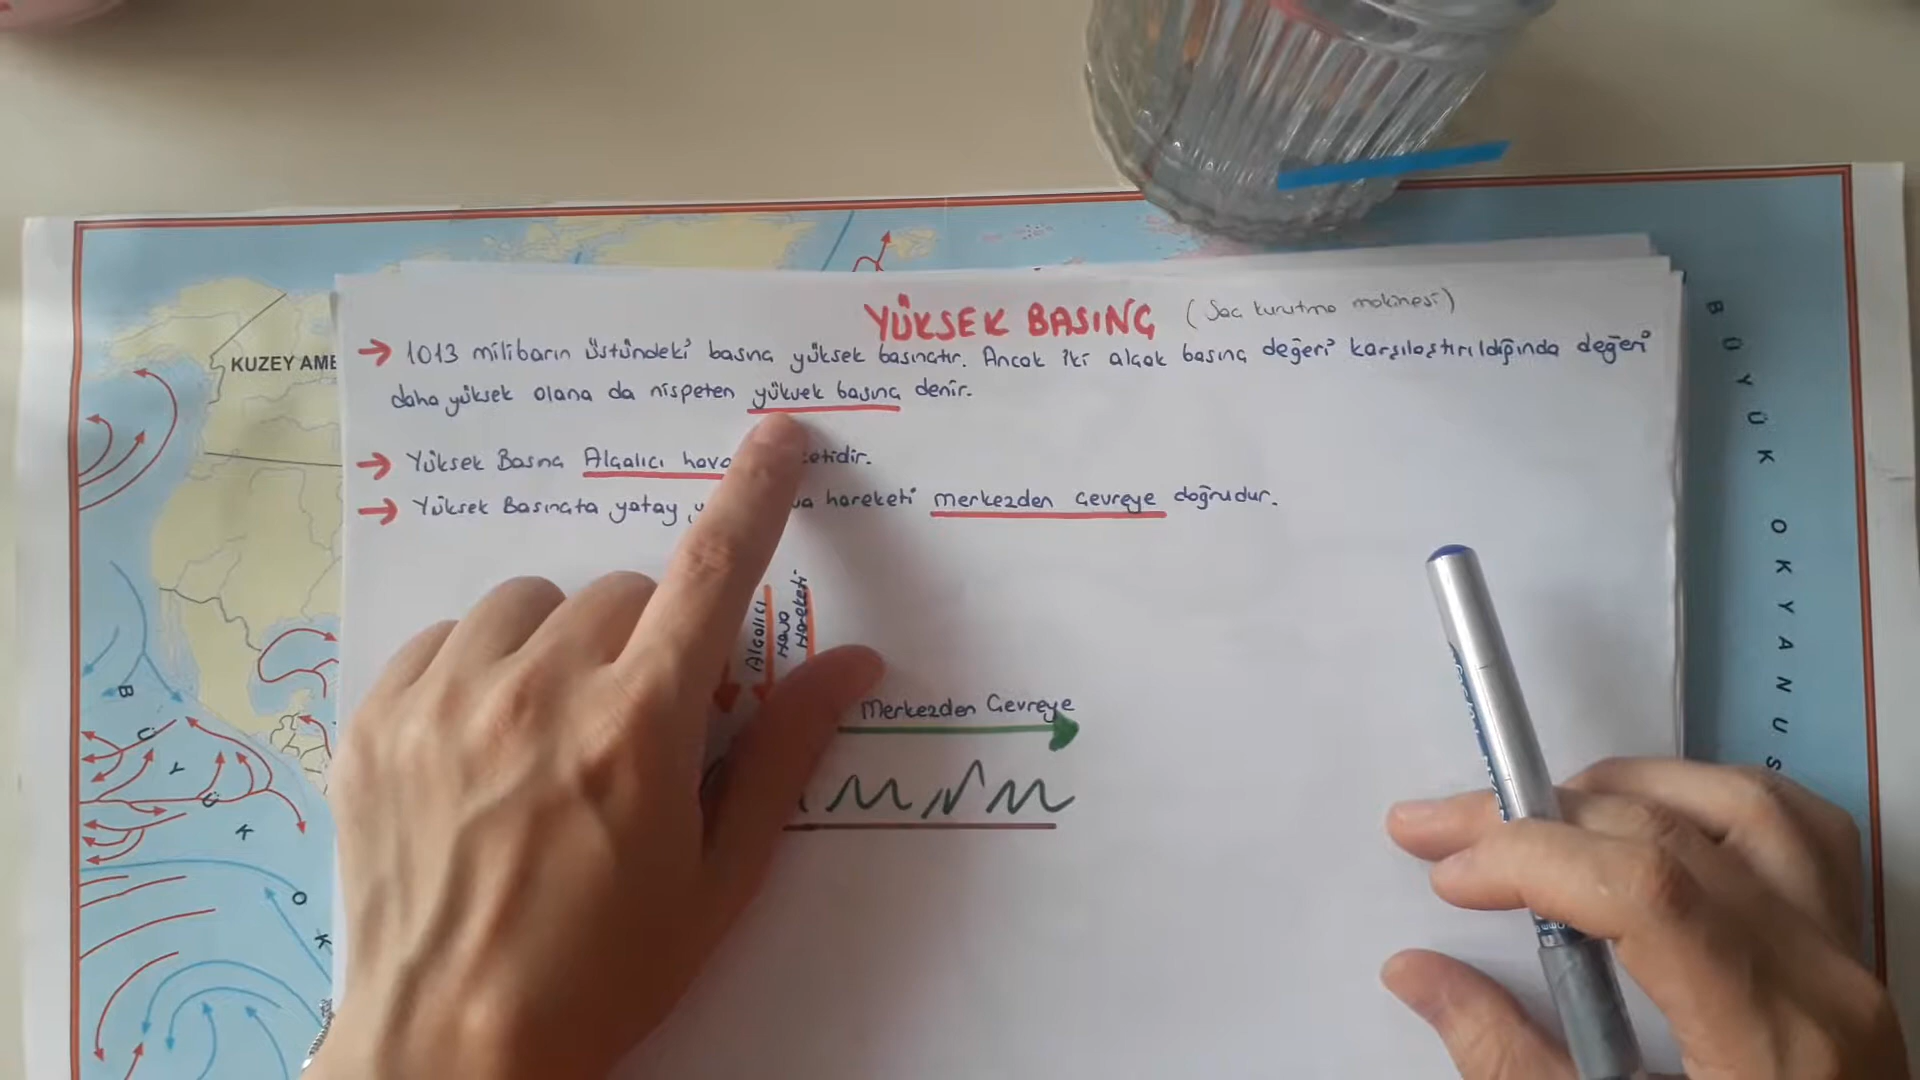 YÜKSEK BASINÇ (Saç kurutma makinesi)
→ 1013 milibarın üstündeki basınç yüksek basınçtır. Ancak iki alçak basınç değeri karşılaştırıldığında değeri
daha yüksek olana da nispeten yüksek basınç denir.
→ Yüksek Basınç Alçalıcı hava
→ Yüksek Basınçta yatay hareketi merkezden çevreye doğrudur.
Alçalıcı
Hava
Hareketi
Merkezden Çevreye
KUZEY AME
BÜYÜK OK
BÜYÜK OKYANUS